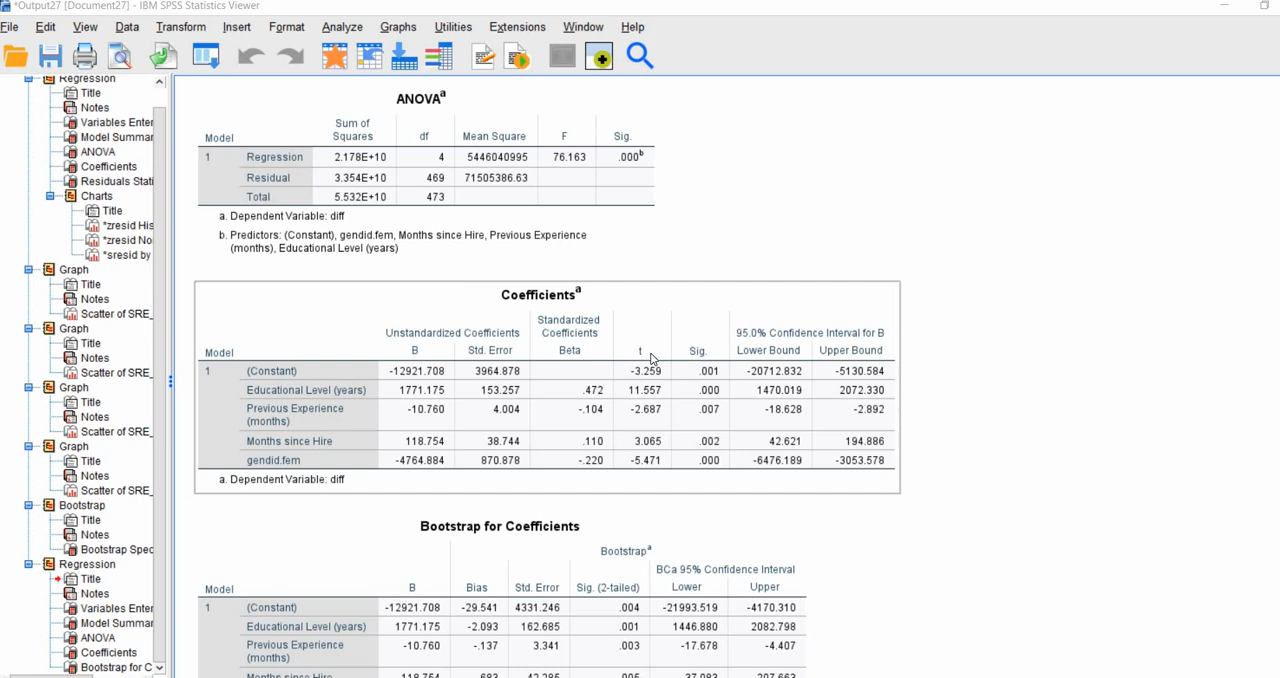 *Output27 [Document27] - IBM SPSS Statistics Viewer
File Edit View Data Transform Insert Format Analyze Graphs Utilities Extensions Window Help
Regression
Title
Notes
Variables Enter
Model Summar
ANOVA
Coefficients
Residuals Stati
Charts
Title
*zresid His
*zresid No
*sresid by
Graph
Title
Notes
Scatter of SRE_
Graph
Title
Notes
Scatter of SRE_
Graph
Title
Notes
Scatter of SRE_
Graph
Title
Notes
Scatter of SRE_
Bootstrap
Title
Notes
Bootstrap Spec
Regression
Title
Notes
Variables Enter
Model Summar
ANOVA
Coefficients
Bootstrap for C
ANOVAa
Sum of
Model Squares df Mean Square F Sig.
1 Regression 2.178E+10 4 5446040995 76.163 .000b
Residual 3.354E+10 469 71505386.63
Total 5.532E+10 473
a. Dependent Variable: diff
b. Predictors: (Constant), gendid.fem, Months since Hire, Previous Experience
(months), Educational Level (years)
Coefficientsa
Standardized
Unstandardized Coefficients Coefficients 95.0% Confidence Interval for B
Model B Std. Error Beta t Sig. Lower Bound Upper Bound
1 (Constant) -12921.708 3964.878 -3.259 .001 -20712.832 -5130.584
Educational Level (years) 1771.175 153.257 .472 11.557 .000 1470.019 2072.330
Previous Experience -10.760 4.004 -.104 -2.687 .007 -18.628 -2.892
(months)
Months since Hire 118.754 38.744 .110 3.065 .002 42.621 194.886
gendid.fem -4764.884 870.878 -.220 -5.471 .000 -6476.189 -3053.578
a. Dependent Variable: diff
Bootstrap for Coefficients
Bootstrapa
BCa 95% Confidence Interval
Model B Bias Std. Error Sig. (2-tailed) Lower Upper
1 (Constant) -12921.708 -29.541 4331.246 .004 -21993.519 -4170.310
Educational Level (years) 1771.175 -2.093 162.685 .001 1446.880 2082.798
Previous Experience -10.760 -.137 3.341 .003 -17.678 -4.407
(months)
Months since Hire 118.754 .683 42.285 .005 37.083 207.663